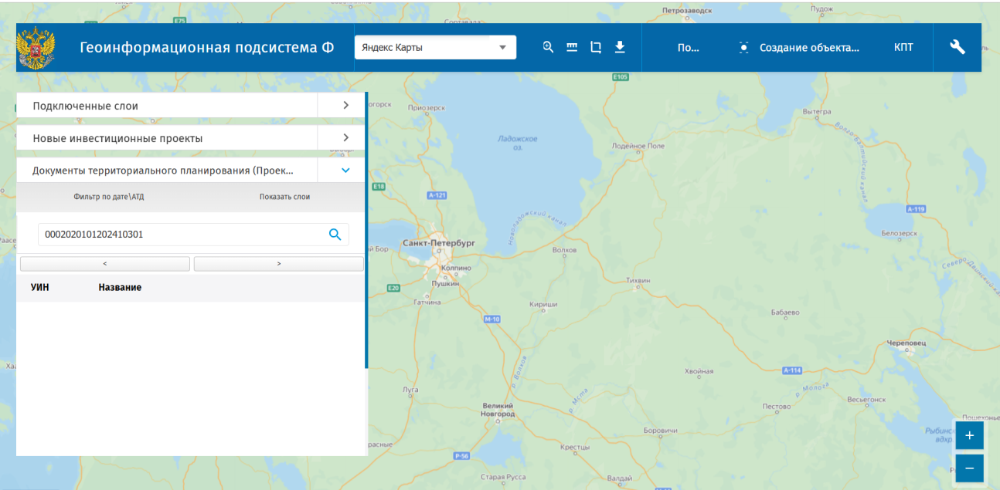 Петрозаводск
Пудож
Сортавала
E75
Геоинформационная подсистема Ф
Яндекс Карты
По...
Создание объекта...
КПТ
E105
Подключенные слои
Приозерск
Вытегра
Волго-Балтийский канал
Новые инвестиционные проекты
Ладожское
оз.
Лодейное Поле
Документы территориального планирования (Проек...
E18
А-121
Фильтр по дате\АТД
Показать слои
А-119
Новоладожский канал
0002020101202410301
Белозерск
Санкт-Петербург
Волхов
<
>
Колпино
Северо-Двинская
УИН
Название
E20
Пушкин
Тихвин
Гатчина
Кириши
М-10
Бабаево
Череповец
р. Волхов
Хвойная
А-114
Луга
р. Мста
р. Молога
Великий
Новгород
Пестово
Весьегонск
Пошехонье
Боровичи
+
Крестцы
Р-56
Старая Русса
Валдай
−